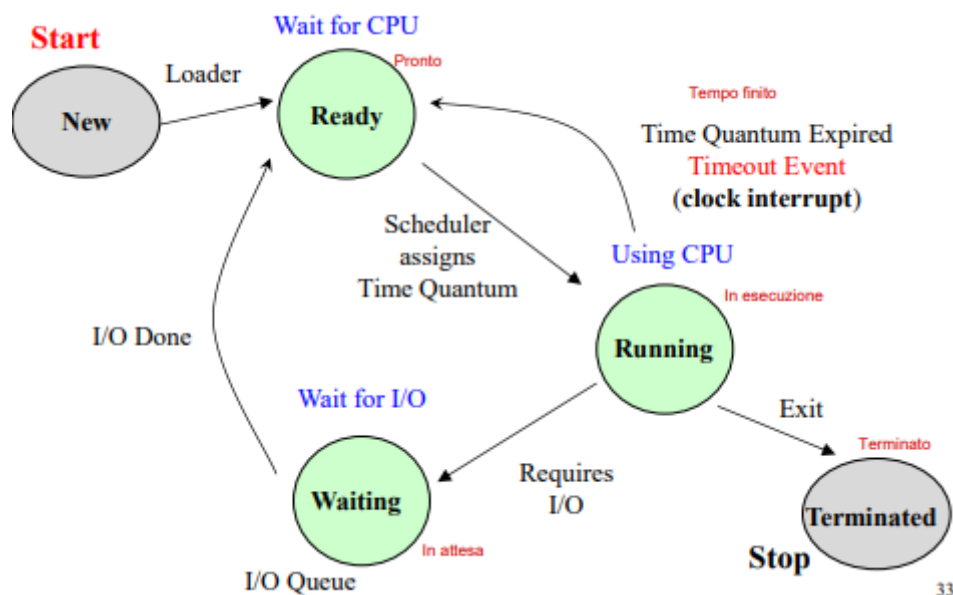 Start
Wait for CPU
Pronto
Loader
New
Ready
Tempo finito
Time Quantum Expired
Timeout Event
(clock interrupt)
Scheduler
assigns
Time Quantum
Using CPU
In esecuzione
Running
I/O Done
Wait for I/O
Exit
Terminato
Requires
I/O
Waiting
In attesa
Terminated
Stop
I/O Queue
33